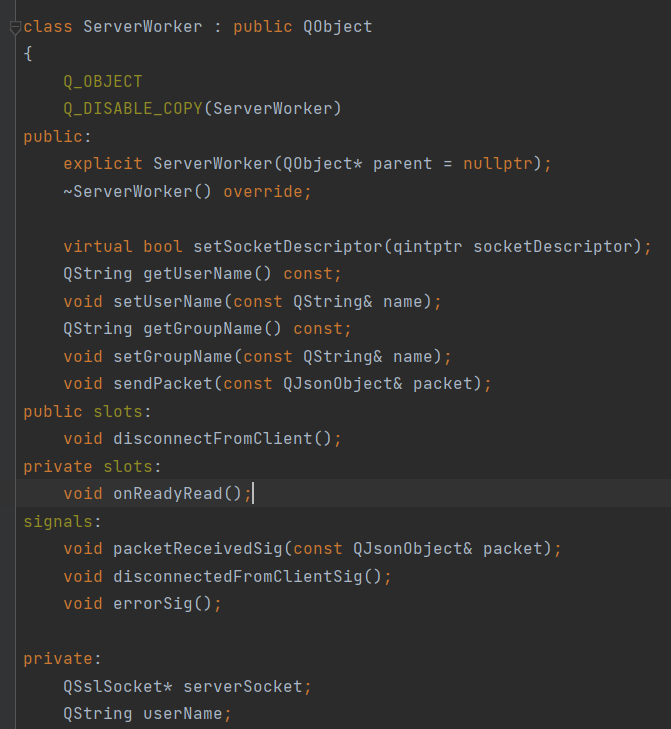 class ServerWorker : public QObject
{
    Q_OBJECT
    Q_DISABLE_COPY(ServerWorker)
public:
    explicit ServerWorker(QObject* parent = nullptr);
    ~ServerWorker() override;

    virtual bool setSocketDescriptor(qintptr socketDescriptor);
    QString getUserName() const;
    void setUserName(const QString& name);
    QString getGroupName() const;
    void setGroupName(const QString& name);
    void sendPacket(const QJsonObject& packet);
public slots:
    void disconnectFromClient();
private slots:
    void onReadyRead();
signals:
    void packetReceivedSig(const QJsonObject& packet);
    void disconnectedFromClientSig();
    void errorSig();

private:
    QSslSocket* serverSocket;
    QString userName;